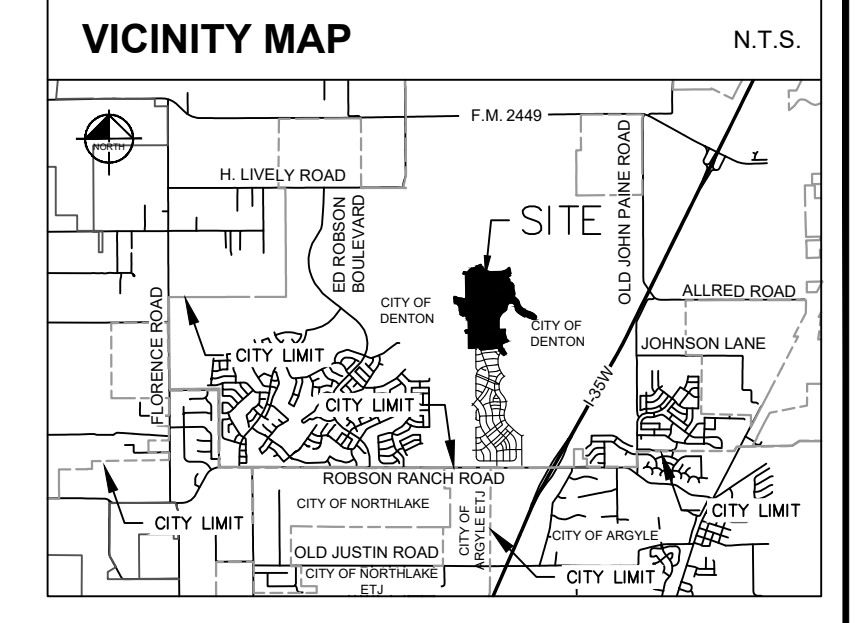 VICINITY MAP
N.T.S.
F.M. 2449
NORTH
H. LIVELY ROAD
OLD JOHN PAINE ROAD
ED ROBSON
BOULEVARD
SITE
FLORENCE ROAD
CITY OF
DENTON
ALLRED ROAD
CITY OF
DENTON
JOHNSON LANE
CITY LIMIT
I-35W
CITY LIMIT
ROBSON RANCH ROAD
CITY OF NORTHLAKE
CITY OF
ARGYLE ETJ
CITY LIMIT
CITY LIMIT
CITY OF ARGYLE
OLD JUSTIN ROAD
CITY OF NORTHLAKE
ETJ
CITY LIMIT